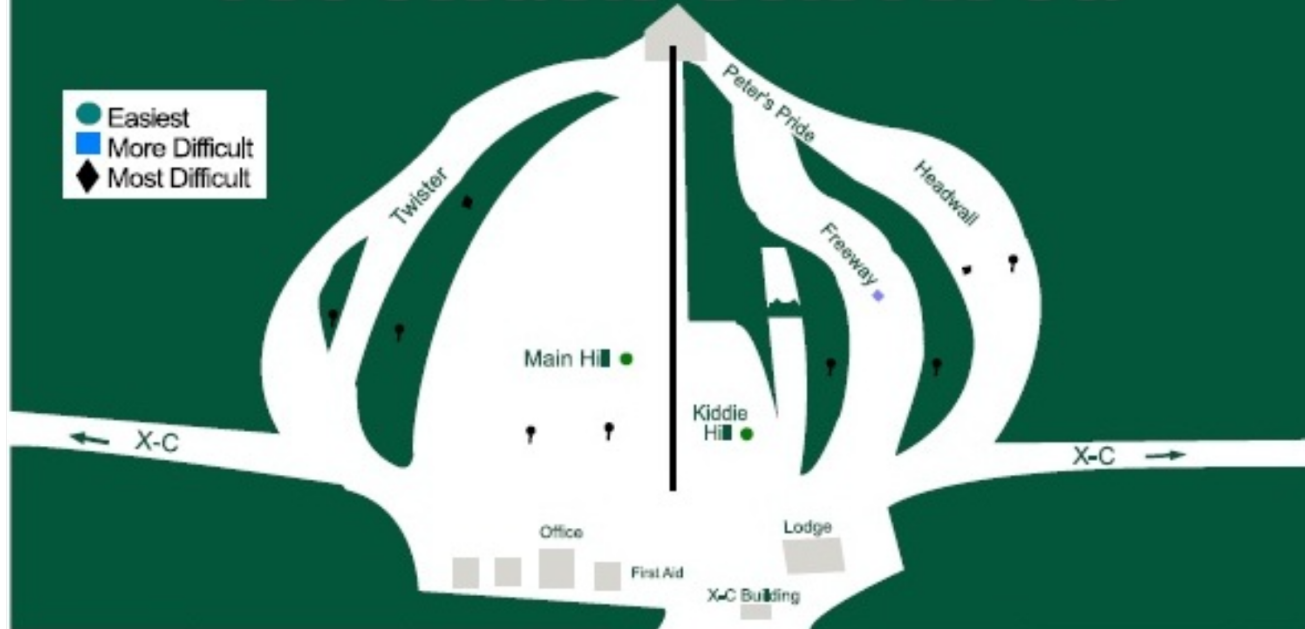 Easiest
More Difficult
Most Difficult
Peter's Pride
Twister
Headwall
Freeway
Main Hill
Kiddie
Hill
X-C
X-C
Office
Lodge
First Aid
X-C Building